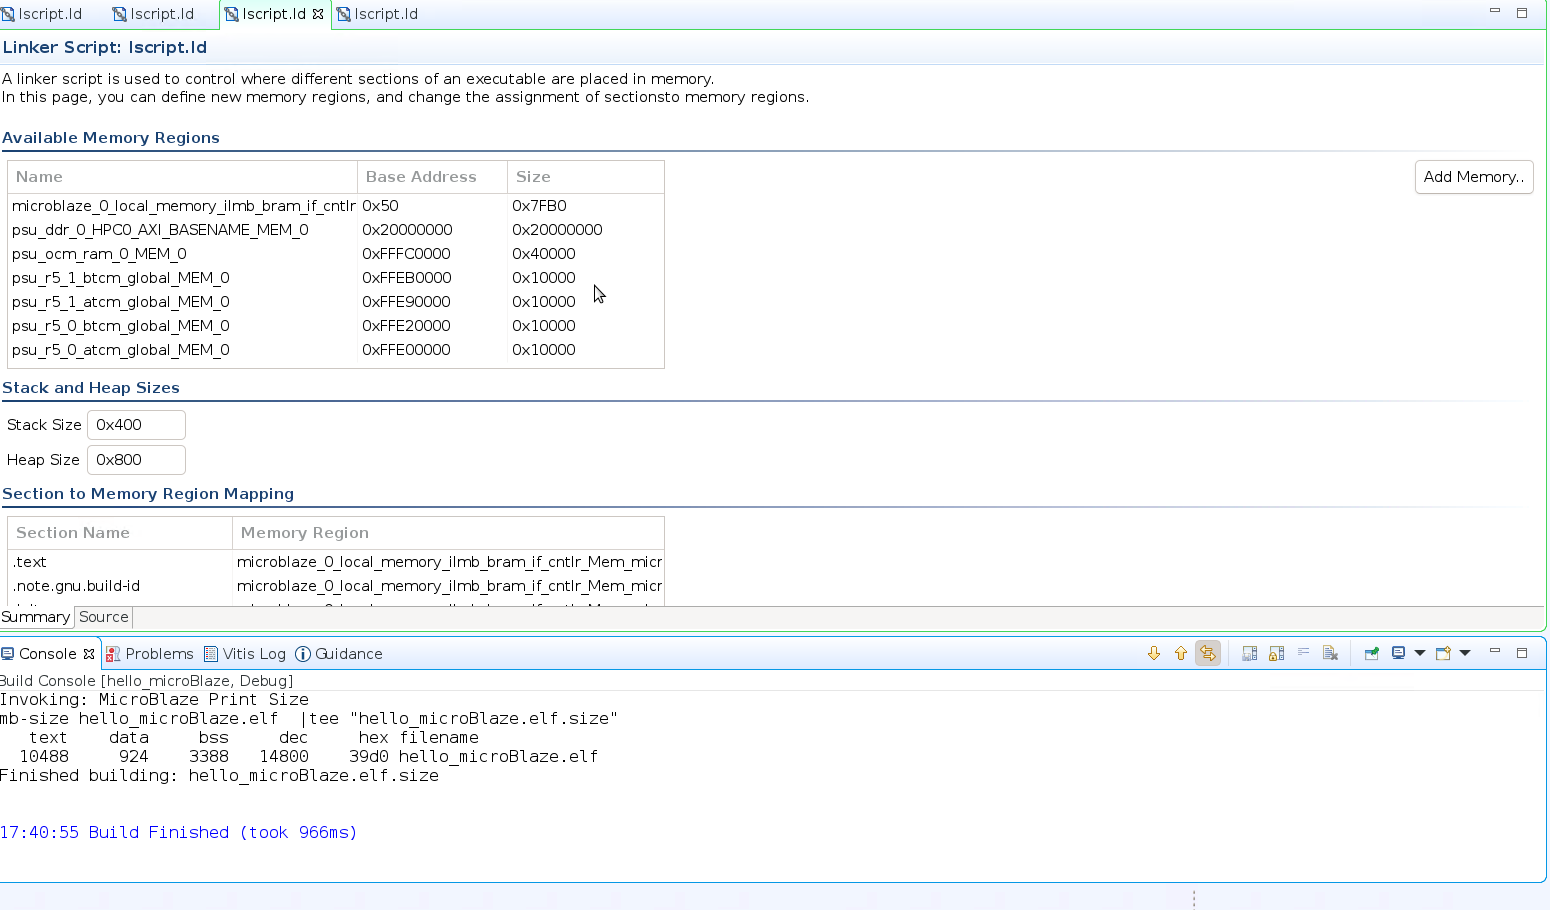 lscript.ld lscript.ld lscript.ld lscript.ld
Linker Script: lscript.ld
A linker script is used to control where different sections of an executable are placed in memory.
In this page, you can define new memory regions, and change the assignment of sectionsto memory regions.
Available Memory Regions
Name Base Address Size
Add Memory..
microblaze_0_local_memory_ilmb_bram_if_cntlr 0x50 0x7FB0
psu_ddr_0_HPC0_AXI_BASENAME_MEM_0 0x20000000 0x20000000
psu_ocm_ram_0_MEM_0 0xFFFC0000 0x40000
psu_r5_1_btcm_global_MEM_0 0xFFEB0000 0x10000
psu_r5_1_atcm_global_MEM_0 0xFFE90000 0x10000
psu_r5_0_btcm_global_MEM_0 0xFFE20000 0x10000
psu_r5_0_atcm_global_MEM_0 0xFFE00000 0x10000
Stack and Heap Sizes
Stack Size 0x400
Heap Size 0x800
Section to Memory Region Mapping
Section Name Memory Region
.text microblaze_0_local_memory_ilmb_bram_if_cntlr_Mem_micr
.note.gnu.build-id microblaze_0_local_memory_ilmb_bram_if_cntlr_Mem_micr
Summary Source
Console Problems Vitis Log Guidance
Build Console [hello_microBlaze, Debug]
Invoking: MicroBlaze Print Size
mb-size hello_microBlaze.elf |tee "hello_microBlaze.elf.size"
text data bss dec hex filename
10488 924 3388 14800 39d0 hello_microBlaze.elf
Finished building: hello_microBlaze.elf.size
17:40:55 Build Finished (took 966ms)